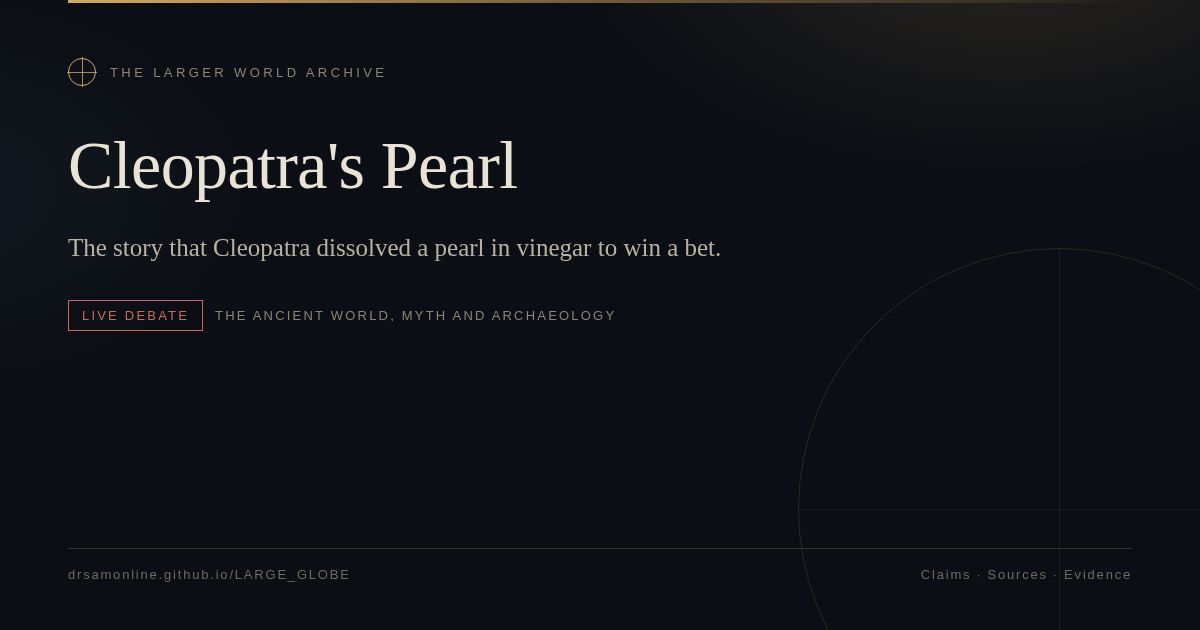 THE LARGER WORLD ARCHIVE
Cleopatra's Pearl
The story that Cleopatra dissolved a pearl in vinegar to win a bet.
LIVE DEBATE THE ANCIENT WORLD, MYTH AND ARCHAEOLOGY
drsamonline.github.io/LARGE_GLOBE Claims · Sources · Evidence